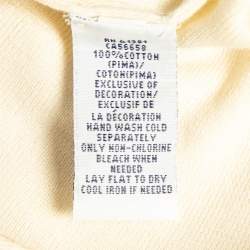 CA56658
100%COTTON
(PIMA)/
COTON(PIMA)
EXCLUSIVE OF
DECORATION/
EXCLUSIF DE
LA DÉCORATION
HAND WASH COLD
SEPARATELY
ONLY NON-CHLORINE
BLEACH WHEN
NEEDED
LAY FLAT TO DRY
COOL IRON IF NEEDED